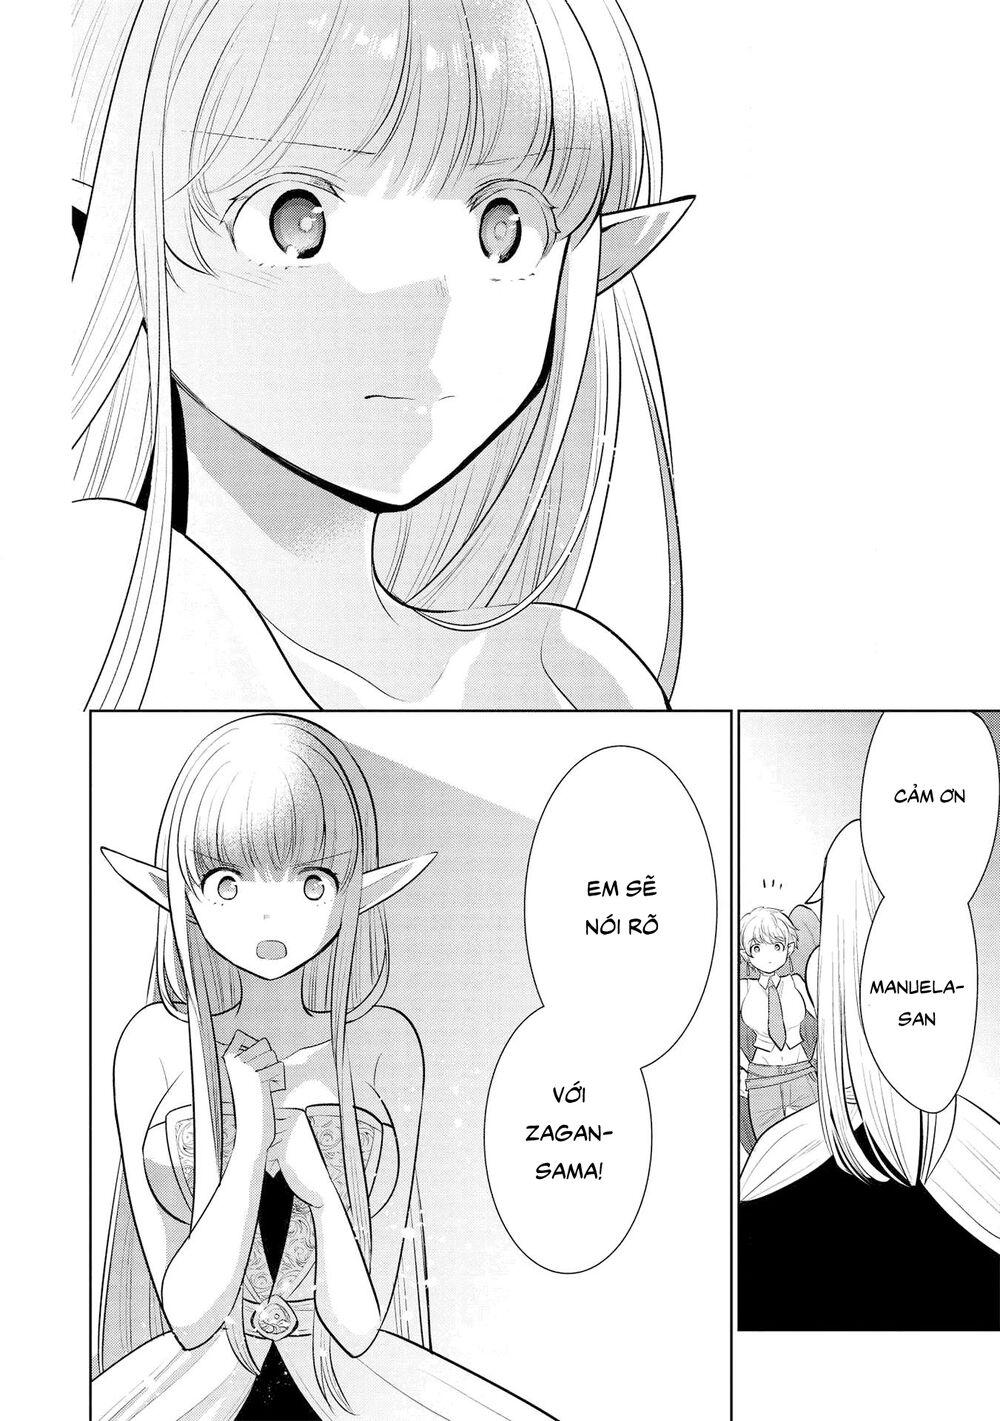 CẢM ƠN
MANUELA-
SAN
EM SẼ
NÓI RÕ
VỚI
ZAGAN-
SAMA!